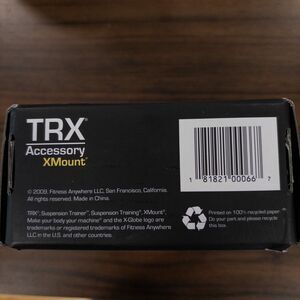 TRX®
Accessory
XMount®
1 81821 00066 7
© 2009, Fitness Anywhere LLC, San Francisco, California.
All rights reserved. Made in China.
TRX®, Suspension Trainer™, Suspension Training®, XMount®,
Make your body your machine® and the X-Globe logo are
trademarks or registered trademarks of Fitness Anywhere
LLC in the U.S. and other countries.
Printed on 100% recycled paper
Do your part and please recycle
this box.